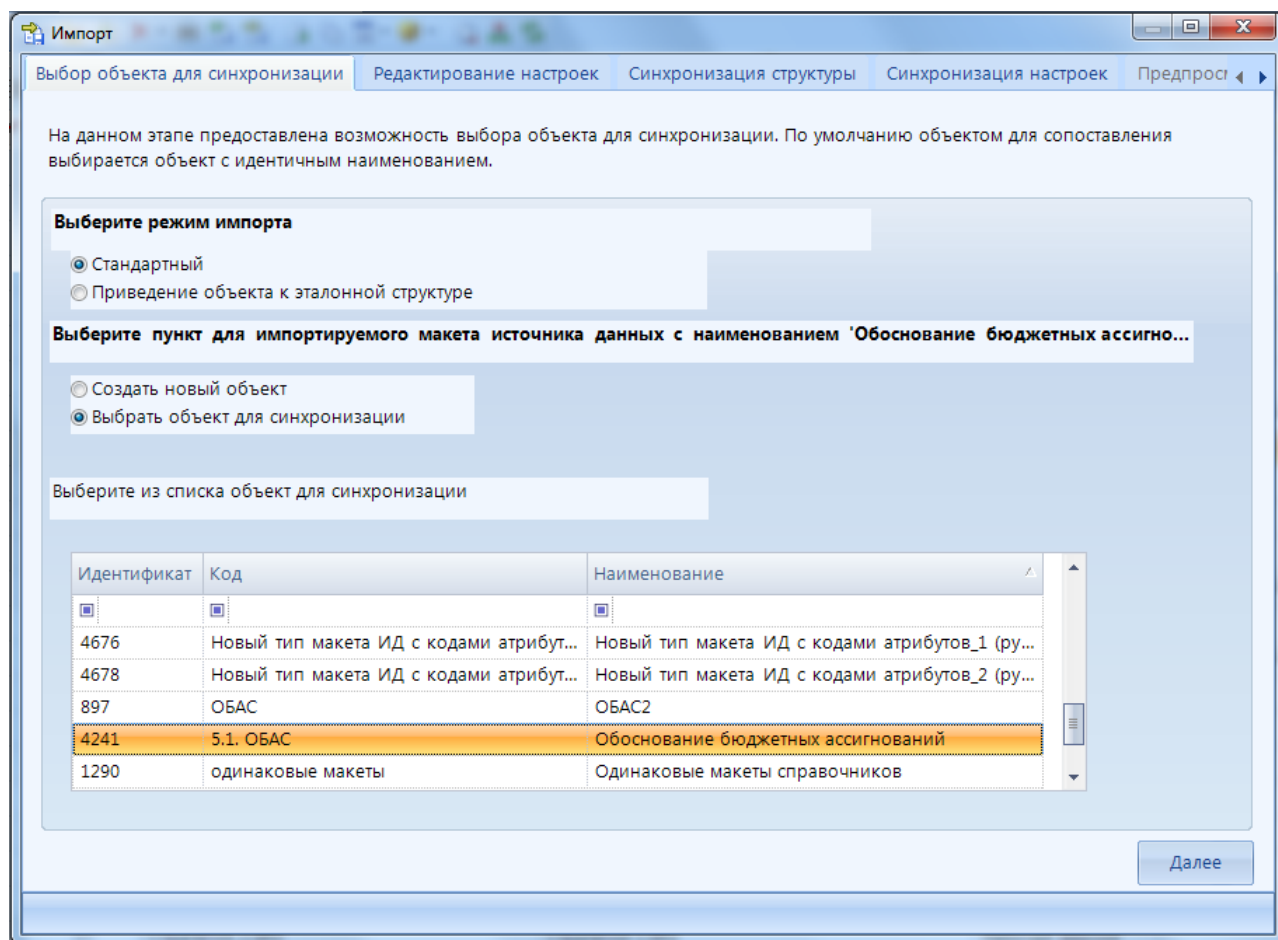 Импорт
Выбор объекта для синхронизации Редактирование настроек Синхронизация структуры Синхронизация настроек Предпрос
На данном этапе предоставлена возможность выбора объекта для синхронизации. По умолчанию объектом для сопоставления
выбирается объект с идентичным наименованием.
Выберите режим импорта
Стандартный
Приведение объекта к эталонной структуре
Выберите пункт для импортируемого макета источника данных с наименованием 'Обоснование бюджетных ассигно...
Создать новый объект
Выбрать объект для синхронизации
Выберите из списка объект для синхронизации
Идентификат Код Наименование
4676 Новый тип макета ИД с кодами атрибут... Новый тип макета ИД с кодами атрибутов_1 (ру...
4678 Новый тип макета ИД с кодами атрибут... Новый тип макета ИД с кодами атрибутов_2 (ру...
897 ОБАС ОБАС2
4241 5.1. ОБАС Обоснование бюджетных ассигнований
1290 одинаковые макеты Одинаковые макеты справочников
Далее